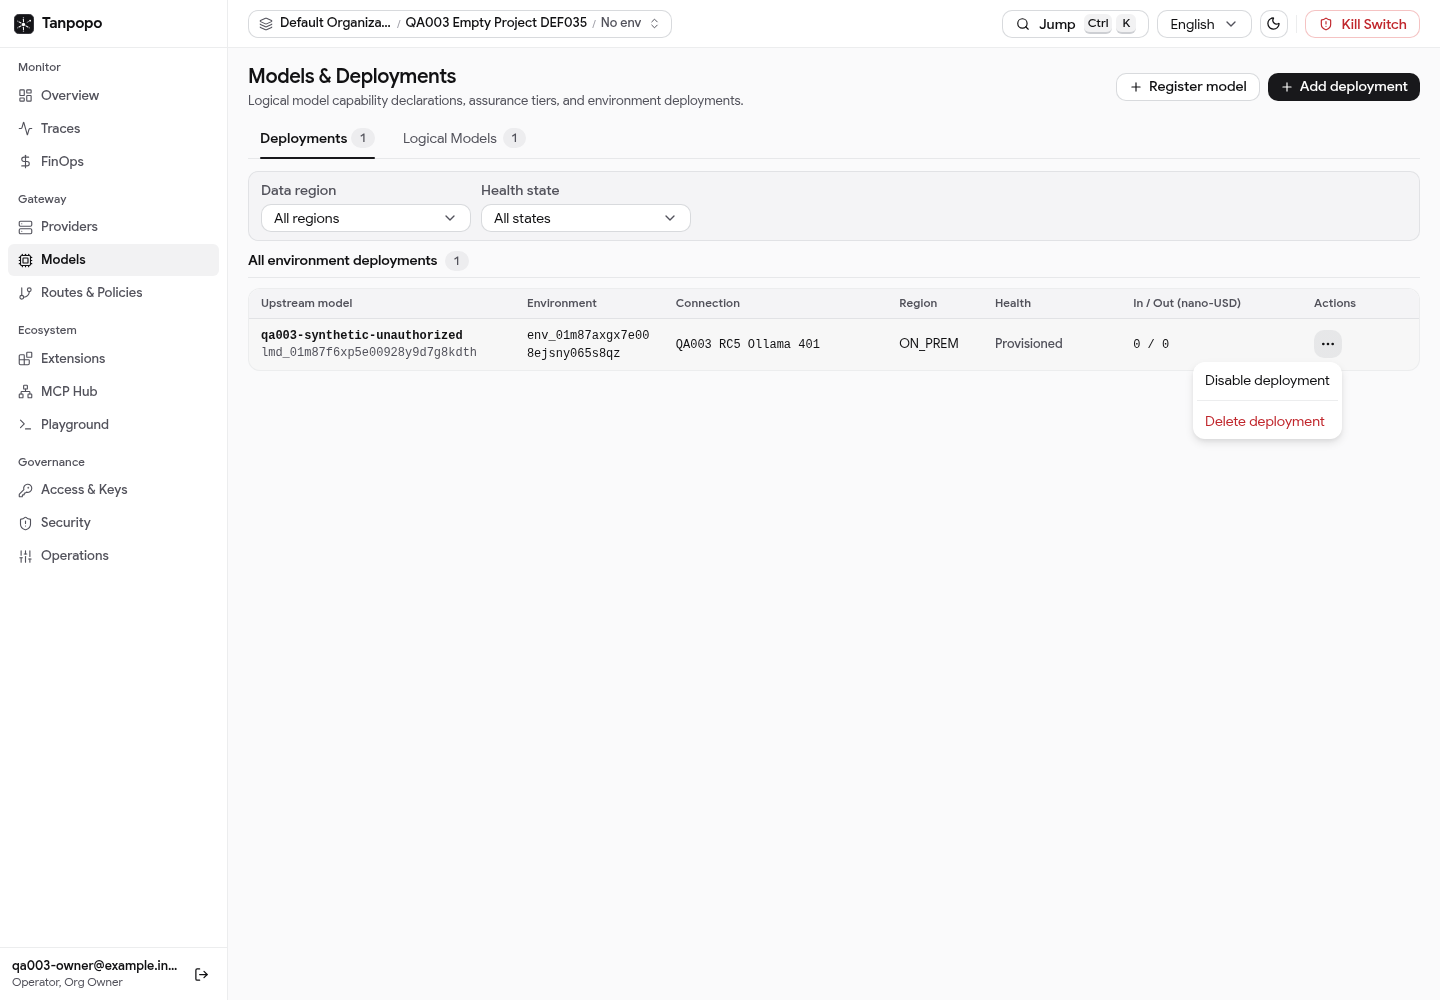 Tanpopo
Default Organiza... / QA003 Empty Project DEF035 / No env
Jump Ctrl K
English
Kill Switch
Monitor
Overview
Traces
FinOps
Gateway
Providers
Models
Routes & Policies
Ecosystem
Extensions
MCP Hub
Playground
Governance
Access & Keys
Security
Operations
qa003-owner@example.in...
Operator, Org Owner
Models & Deployments
Logical model capability declarations, assurance tiers, and environment deployments.
Register model
Add deployment
Deployments 1
Logical Models 1
Data region
Health state
All regions
All states
All environment deployments 1
Upstream model Environment Connection Region Health In / Out (nano-USD) Actions
qa003-synthetic-unauthorized
lmd_01m87f6xp5e00928y9d7g8kdth
env_01m87axgx7e00
8ejsny065s8qz
QA003 RC5 Ollama 401
ON_PREM
Provisioned
0 / 0
Disable deployment
Delete deployment